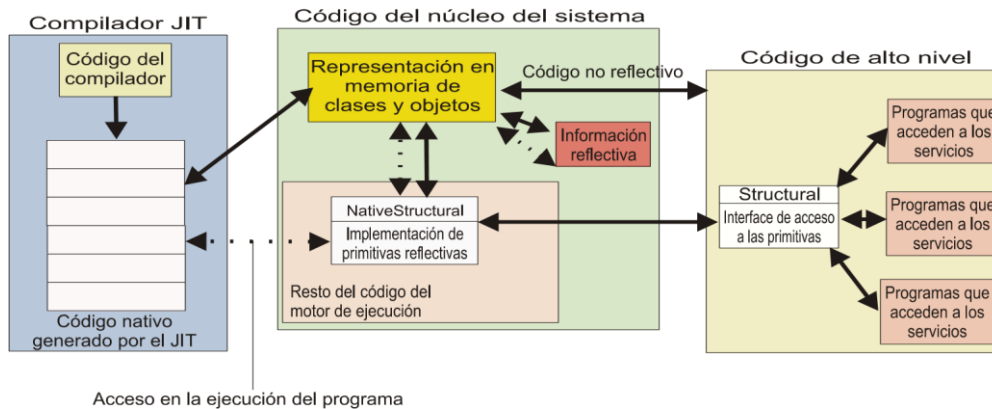 Compilador JIT
Código del
compilador
Código nativo
generado por el JIT
Código del núcleo del sistema
Representación en
memoria de
clases y objetos
Información
reflectiva
NativeStructural
Implementación de
primitivas reflectivas
Resto del código del
motor de ejecución
Código no reflectivo
Código de alto nivel
Structural
Interface de acceso
a las primitivas
Programas que
acceden a los
servicios
Programas que
acceden a los
servicios
Programas que
acceden a los
servicios
Acceso en la ejecución del programa